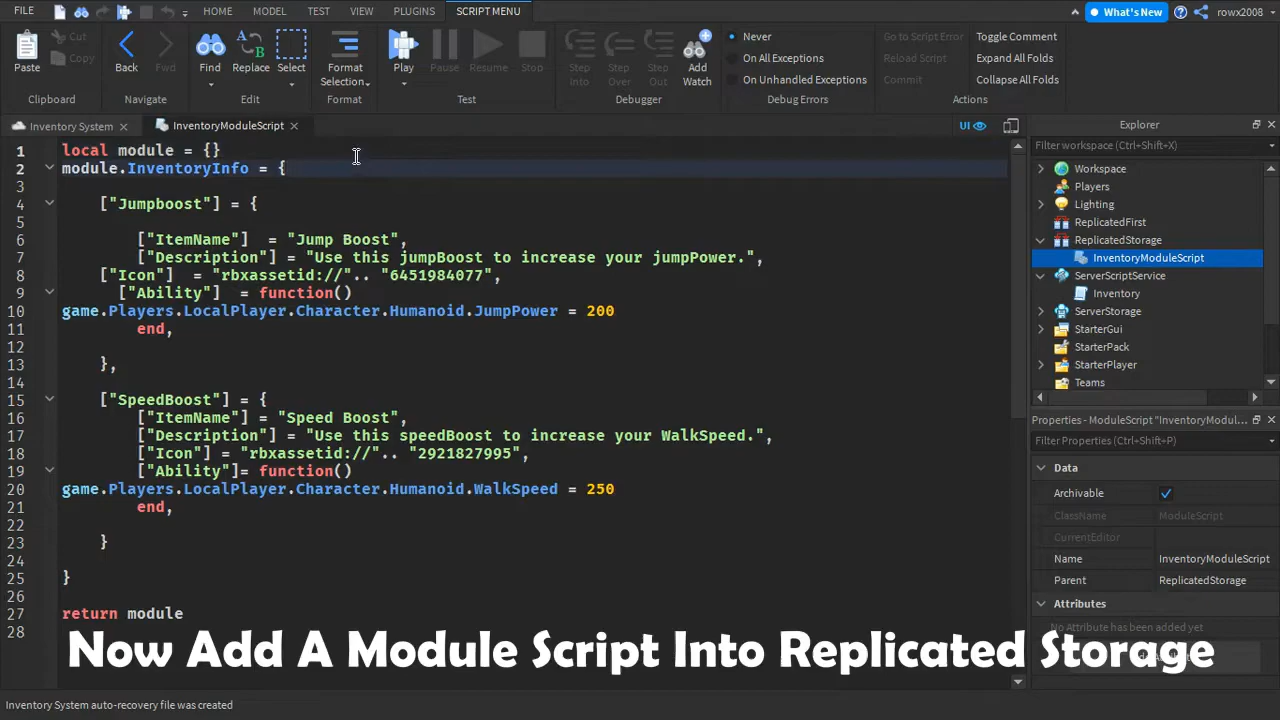 FILE HOME MODEL TEST VIEW PLUGINS SCRIPT MENU What's New rowx2008
Paste Cut Copy Back Fwd Find Replace Select Format Selection Play Pause Resume Stop Step Into Step Over Step Out Add Watch Never On All Exceptions On Unhandled Exceptions Go to Script Error Reload Script Commit Toggle Comment Expand All Folds Collapse All Folds
Clipboard Navigate Edit Format Test Debugger Debug Errors Actions
Inventory System InventoryModuleScript UI
1 local module = {}
2 module.InventoryInfo = {
3
4 ["Jumpboost"] = {
5
6 ["ItemName"] = "Jump Boost",
7 ["Description"] = "Use this jumpBoost to increase your jumpPower.",
8 ["Icon"] = "rbxassetid://".. "6451984077",
9 ["Ability"] = function()
10 game.Players.LocalPlayer.Character.Humanoid.JumpPower = 200
11 end,
12
13 },
14
15 ["SpeedBoost"] = {
16 ["ItemName"] = "Speed Boost",
17 ["Description"] = "Use this speedBoost to increase your WalkSpeed.",
18 ["Icon"] = "rbxassetid://".. "2921827995",
19 ["Ability"]= function()
20 game.Players.LocalPlayer.Character.Humanoid.WalkSpeed = 250
21 end,
22
23 }
24
25 }
26
27 return module
28
Explorer
Filter workspace (Ctrl+Shift+X)
Workspace
Players
Lighting
ReplicatedFirst
ReplicatedStorage
InventoryModuleScript
ServerScriptService
Inventory
ServerStorage
StarterGui
StarterPack
StarterPlayer
Teams
Properties - ModuleScript "InventoryModul...
Filter Properties (Ctrl+Shift+P)
Data
Archivable
ClassName ModuleScript
CurrentEditor
Name InventoryModuleScript
Parent ReplicatedStorage
Attributes
No Attribute has been added yet
Now Add A Module Script Into Replicated Storage
Inventory System auto-recovery file was created